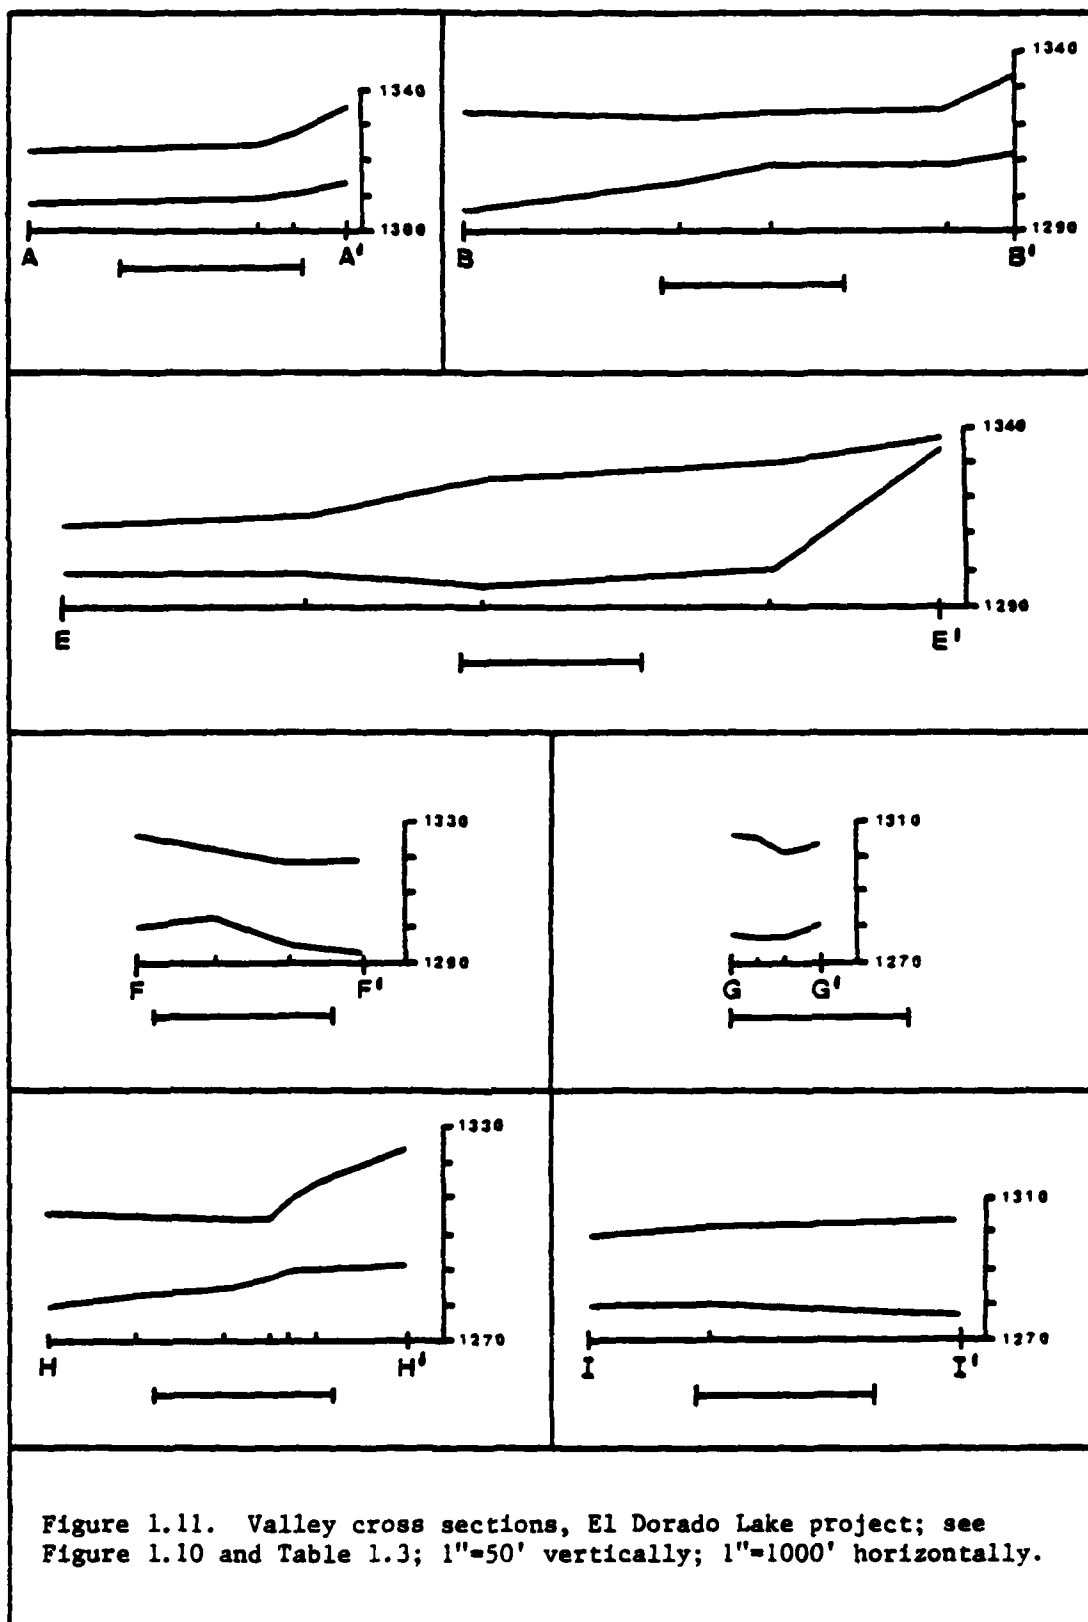 1340
1300
A A'
1340
1290
B B'
1340
1290
E E'
1330
1290
F F'
1310
1270
G G'
1330
1270
H H'
1310
1270
I I'
Figure 1.11. Valley cross sections, El Dorado Lake project; see
Figure 1.10 and Table 1.3; 1"=50' vertically; 1"=1000' horizontally.